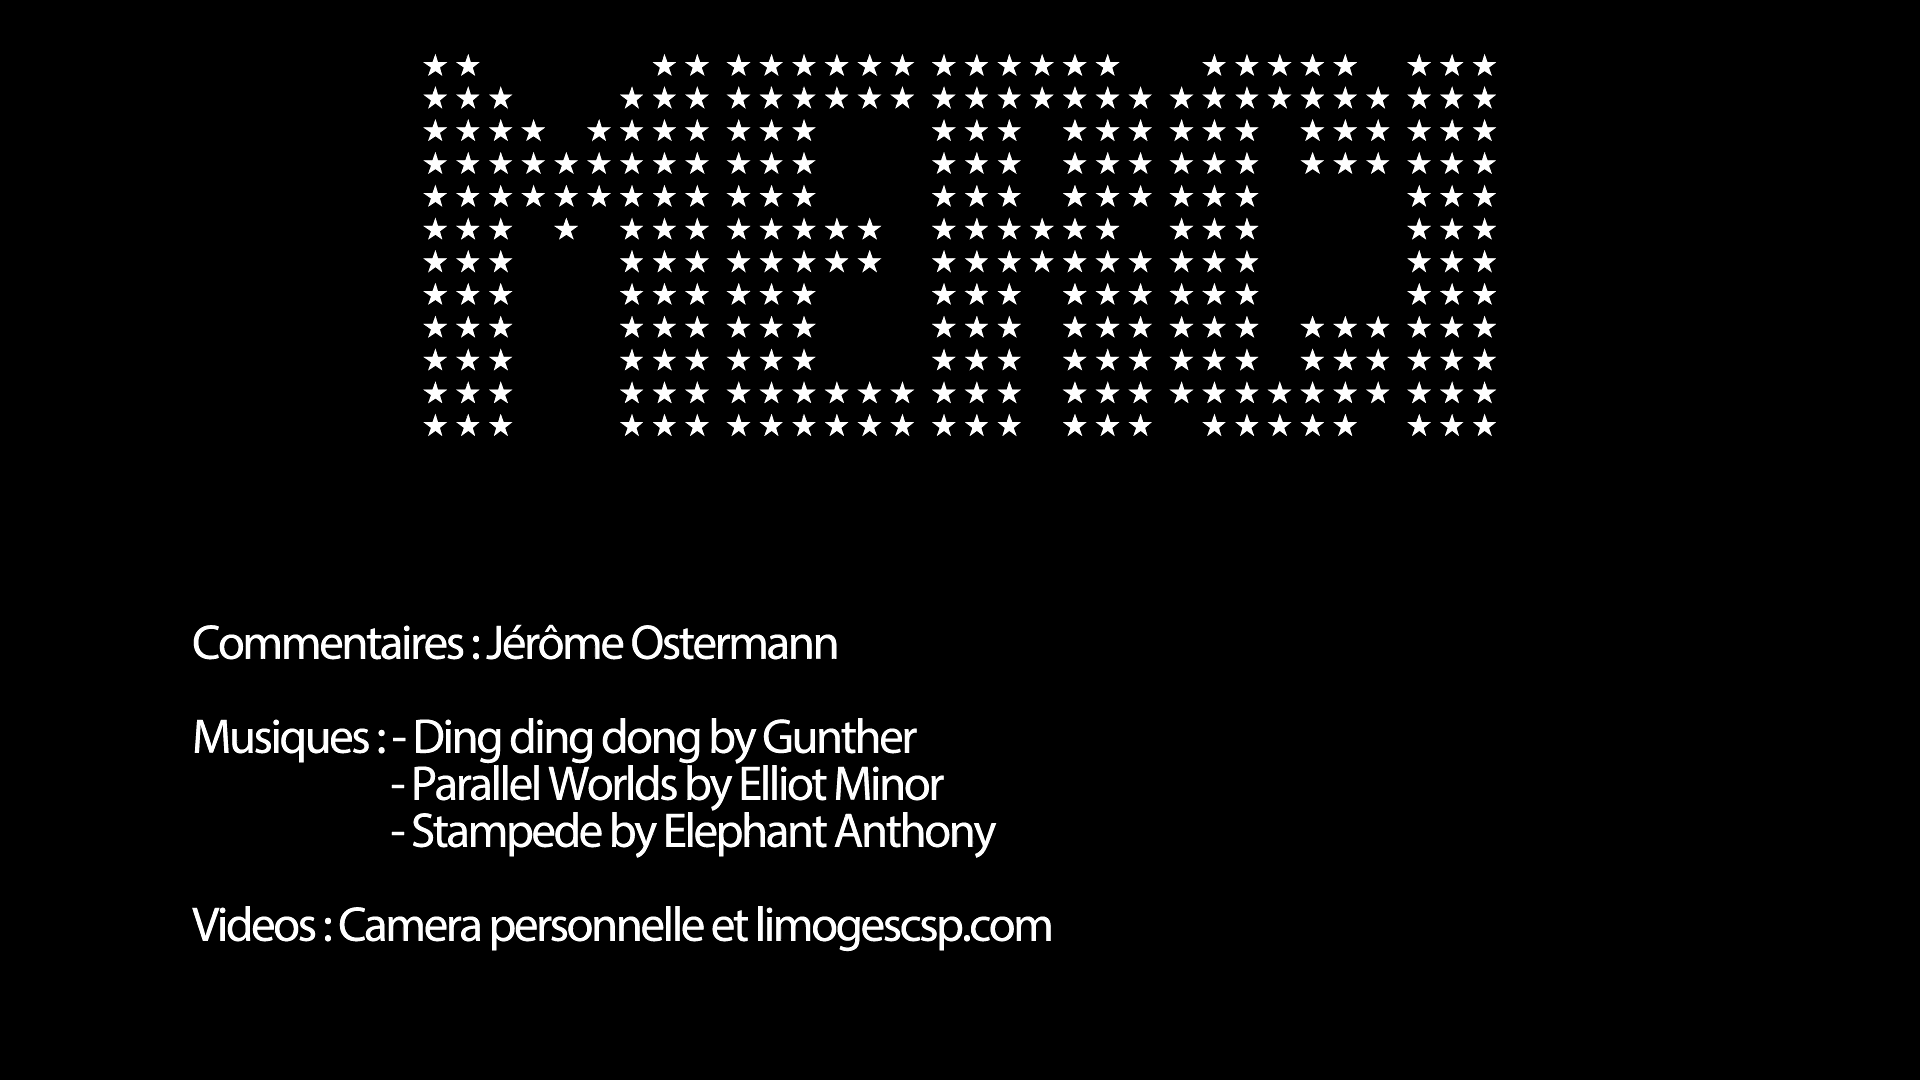 MERCI
Commentaires : Jérôme Ostermann
Musiques : - Ding ding dong by Gunther
- Parallel Worlds by Elliot Minor
- Stampede by Elephant Anthony
Videos : Camera personnelle et limogescsp.com